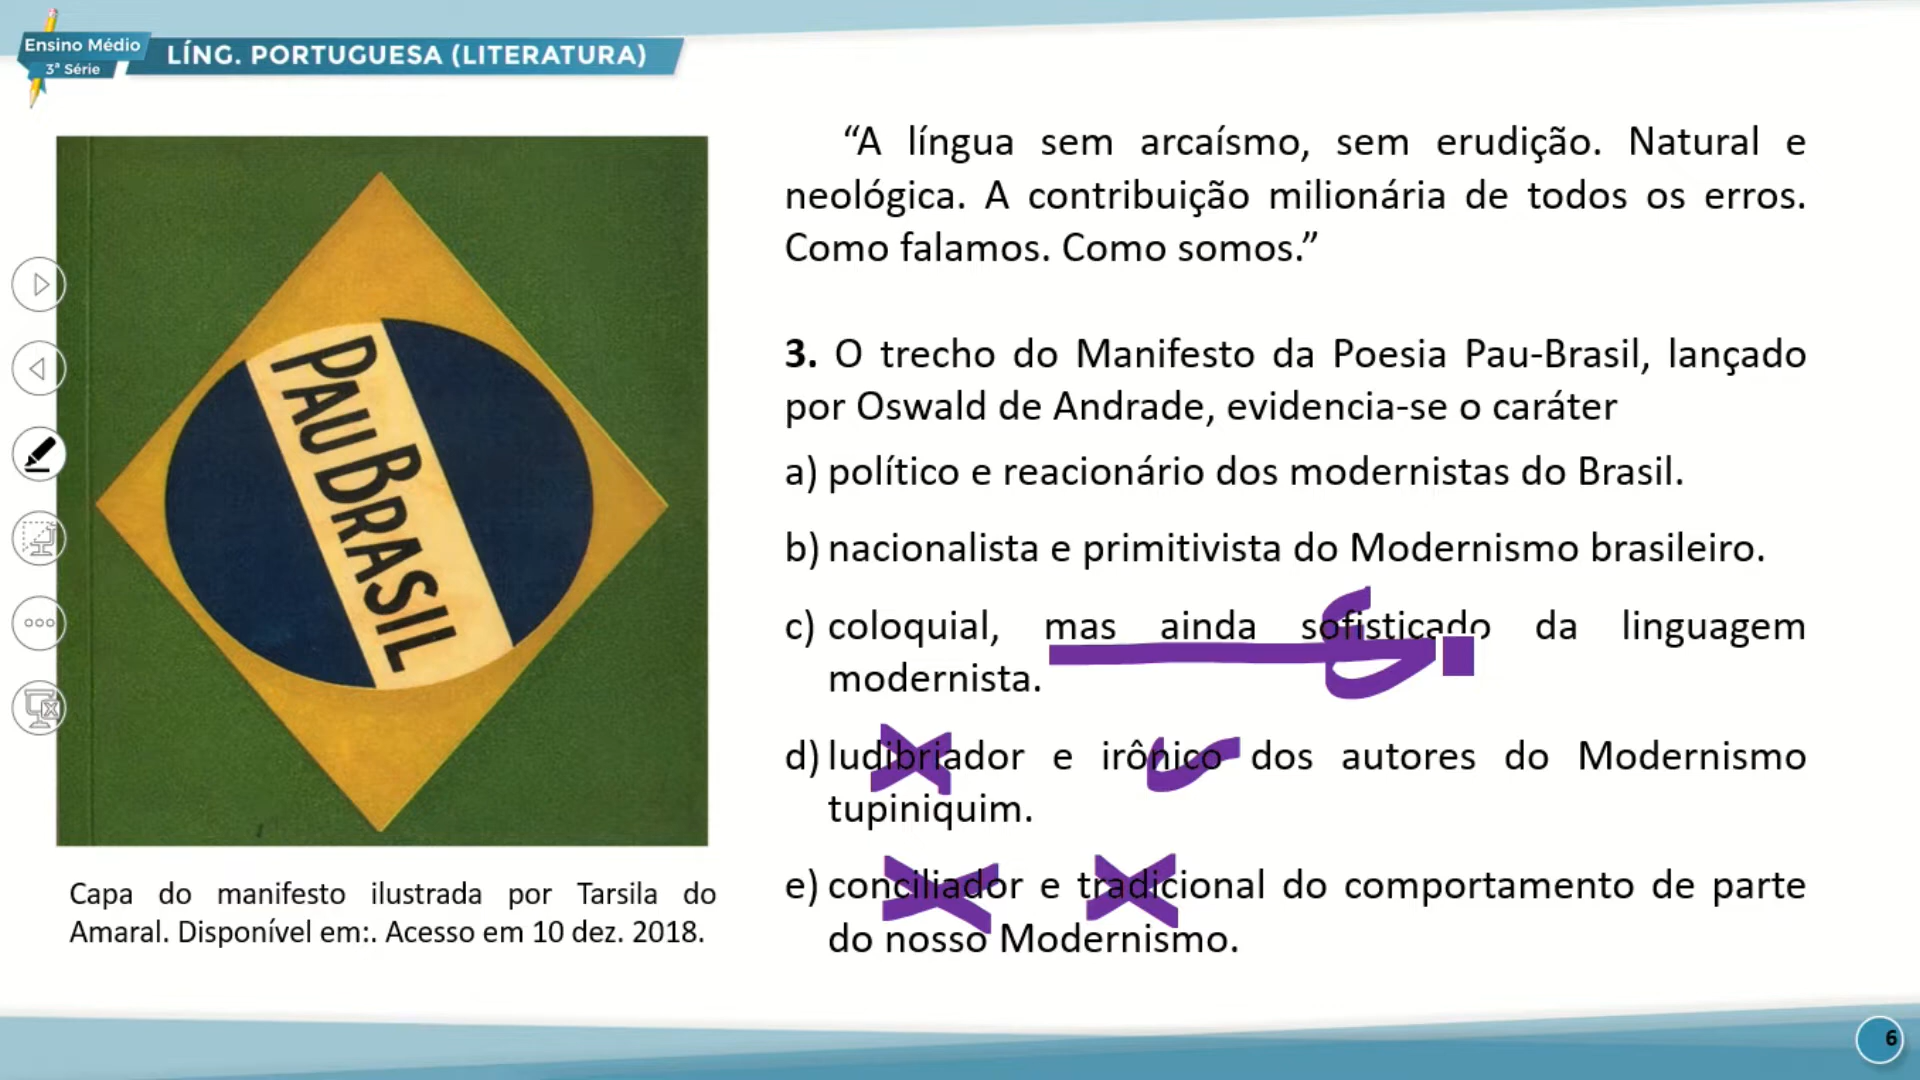 Ensino Médio
3ª Série
LÍNG. PORTUGUESA (LITERATURA)
PAU BRASIL
Capa do manifesto ilustrada por Tarsila do
Amaral. Disponível em:. Acesso em 10 dez. 2018.
“A língua sem arcaísmo, sem erudição. Natural e
neológica. A contribuição milionária de todos os erros.
Como falamos. Como somos.”
3. O trecho do Manifesto da Poesia Pau-Brasil, lançado
por Oswald de Andrade, evidencia-se o caráter
a) político e reacionário dos modernistas do Brasil.
b) nacionalista e primitivista do Modernismo brasileiro.
c) coloquial, mas ainda sofisticado da linguagem
modernista.
d) ludibriador e irônico dos autores do Modernismo
tupiniquim.
e) conciliador e tradicional do comportamento de parte
do nosso Modernismo.
6